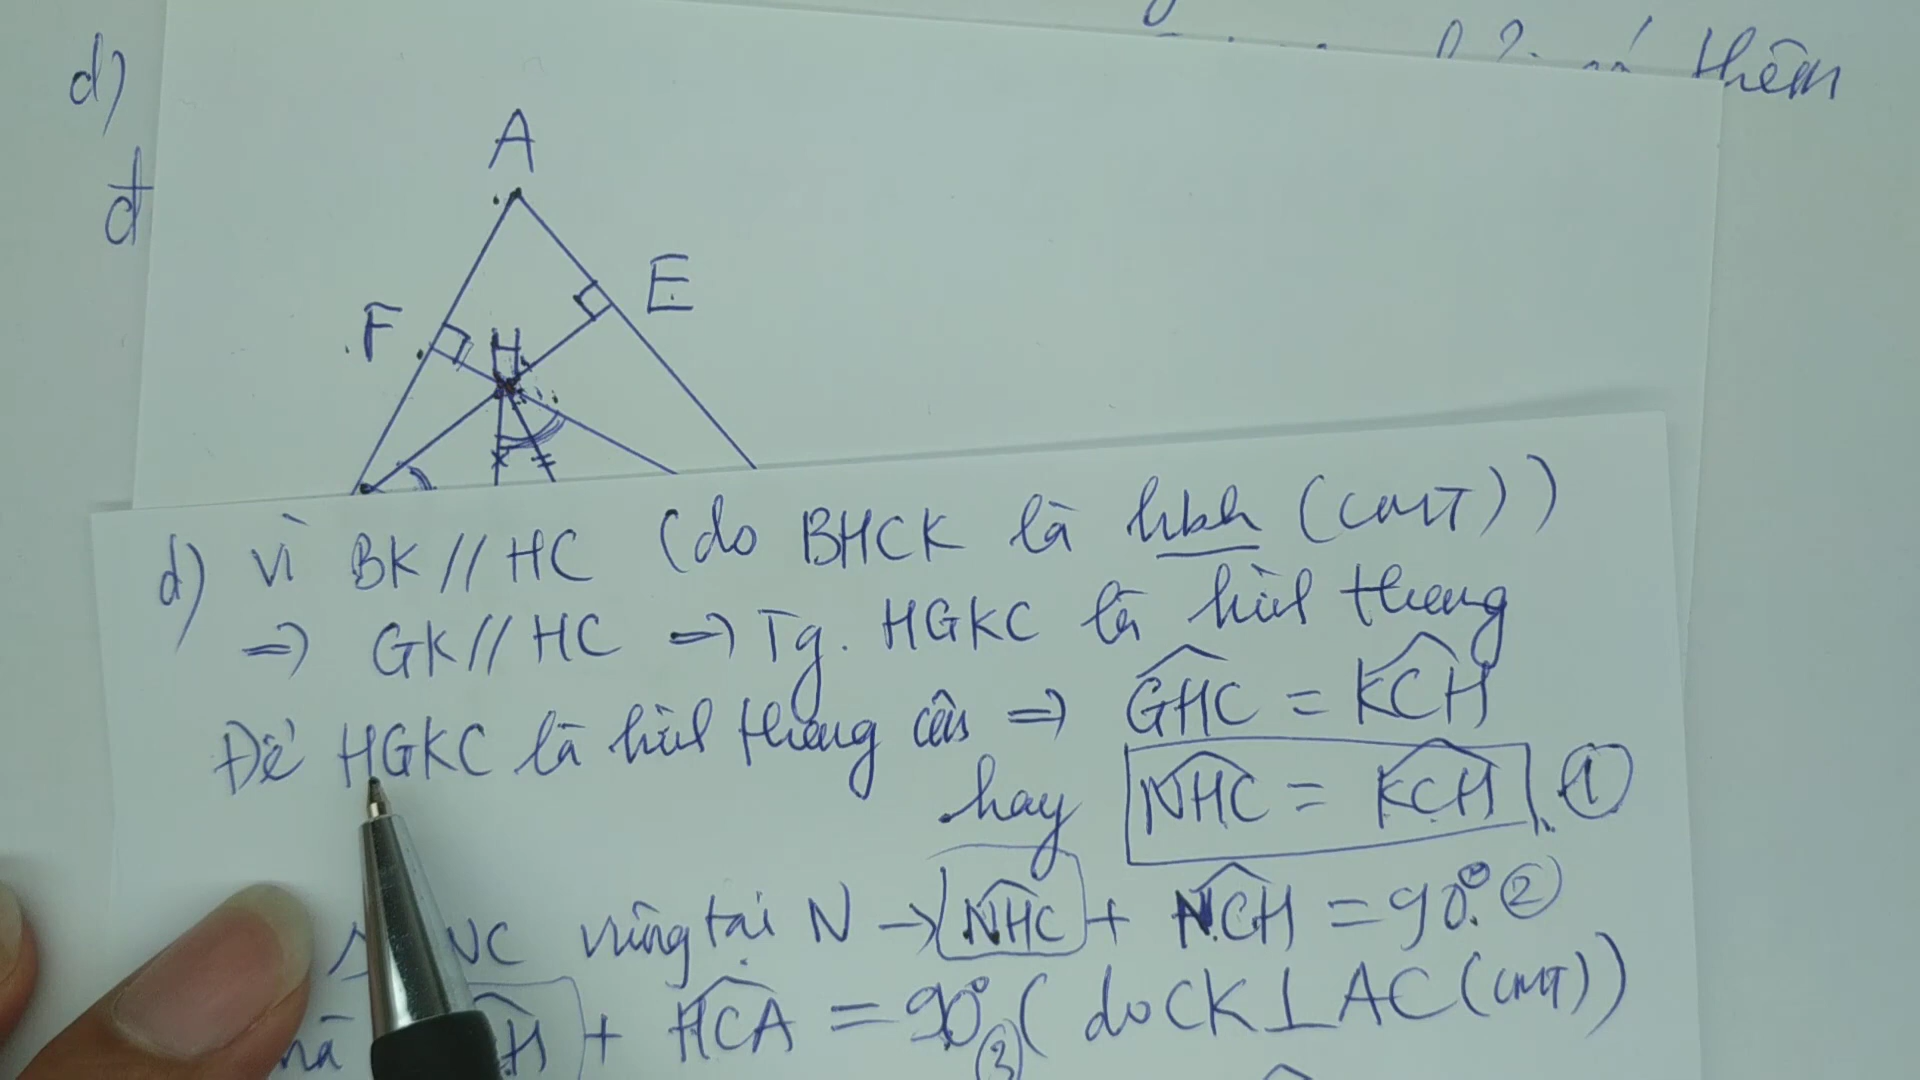 d)
thêm
đ
A
E
F
H
d) Vì BK // HC (do BHCK là hbh (CMT))
=> GK // HC => Tg. HGKC là hình thang
Để HGKC là hình thang cân => GHC = KCH
hay NHC = KCH ①
NC vuông tại N → NHC + NCH = 90° ②
H + HCA = 90° ③ (do CK ⊥ AC (CMT))